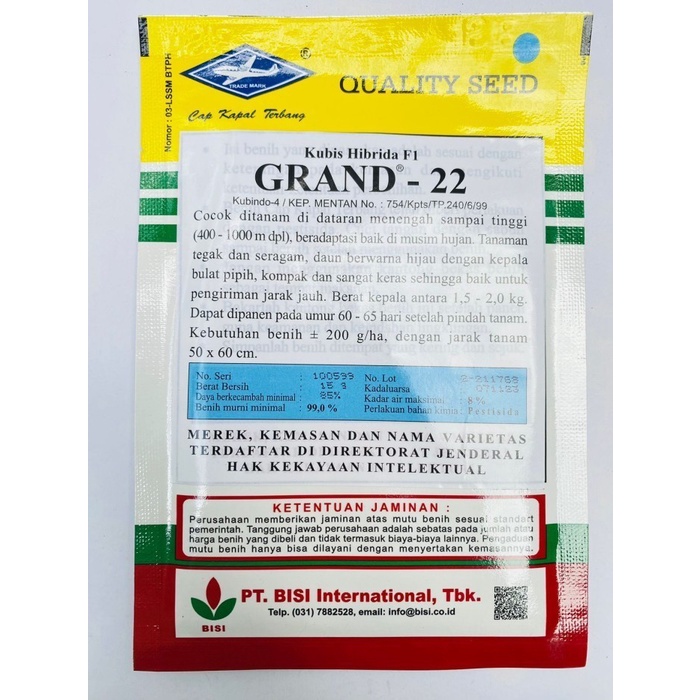 Nomor : 03-LSSM BTPH
TRADE MARK
®
Cap Kapal Terbang
QUALITY SEED
Kubis Hibrida F1
GRAND® - 22
Kubindo-4 / KEP. MENTAN No. : 754/Kpts/TP.240/6/99
Cocok ditanam di dataran menengah sampai tinggi
(400 - 1000 m dpl), beradaptasi baik di musim hujan. Tanaman
tegak dan seragam, daun berwarna hijau dengan kepala
bulat pipih, kompak dan sangat keras sehingga baik untuk
pengiriman jarak jauh. Berat kepala antara 1,5 - 2,0 kg.
Dapat dipanen pada umur 60 - 65 hari setelah pindah tanam.
Kebutuhan benih ± 200 g/ha, dengan jarak tanam
50 x 60 cm.
No. Seri : 100599 No. Lot :
Berat Bersih : 15 g Kadaluarsa : 071123
Daya berkecambah minimal : 85% Kadar air maksimal : 8 %
Benih murni minimal : 99,0 % Perlakuan bahan kimia : Pestisida
MEREK, KEMASAN DAN NAMA VARIETAS
TERDAFTAR DI DIREKTORAT JENDERAL
HAK KEKAYAAN INTELEKTUAL
KETENTUAN JAMINAN :
Perusahaan memberikan jaminan atas mutu benih sesuai standart
pemerintah. Tanggung jawab perusahaan adalah sebatas pada jumlah atau
harga benih yang dibeli dan tidak termasuk biaya-biaya lainnya. Pengaduan
mutu benih hanya bisa dilayani dengan menyertakan kemasannya.
BISI
PT. BISI International, Tbk.
Telp. (031) 7882528, email: info@bisi.co.id